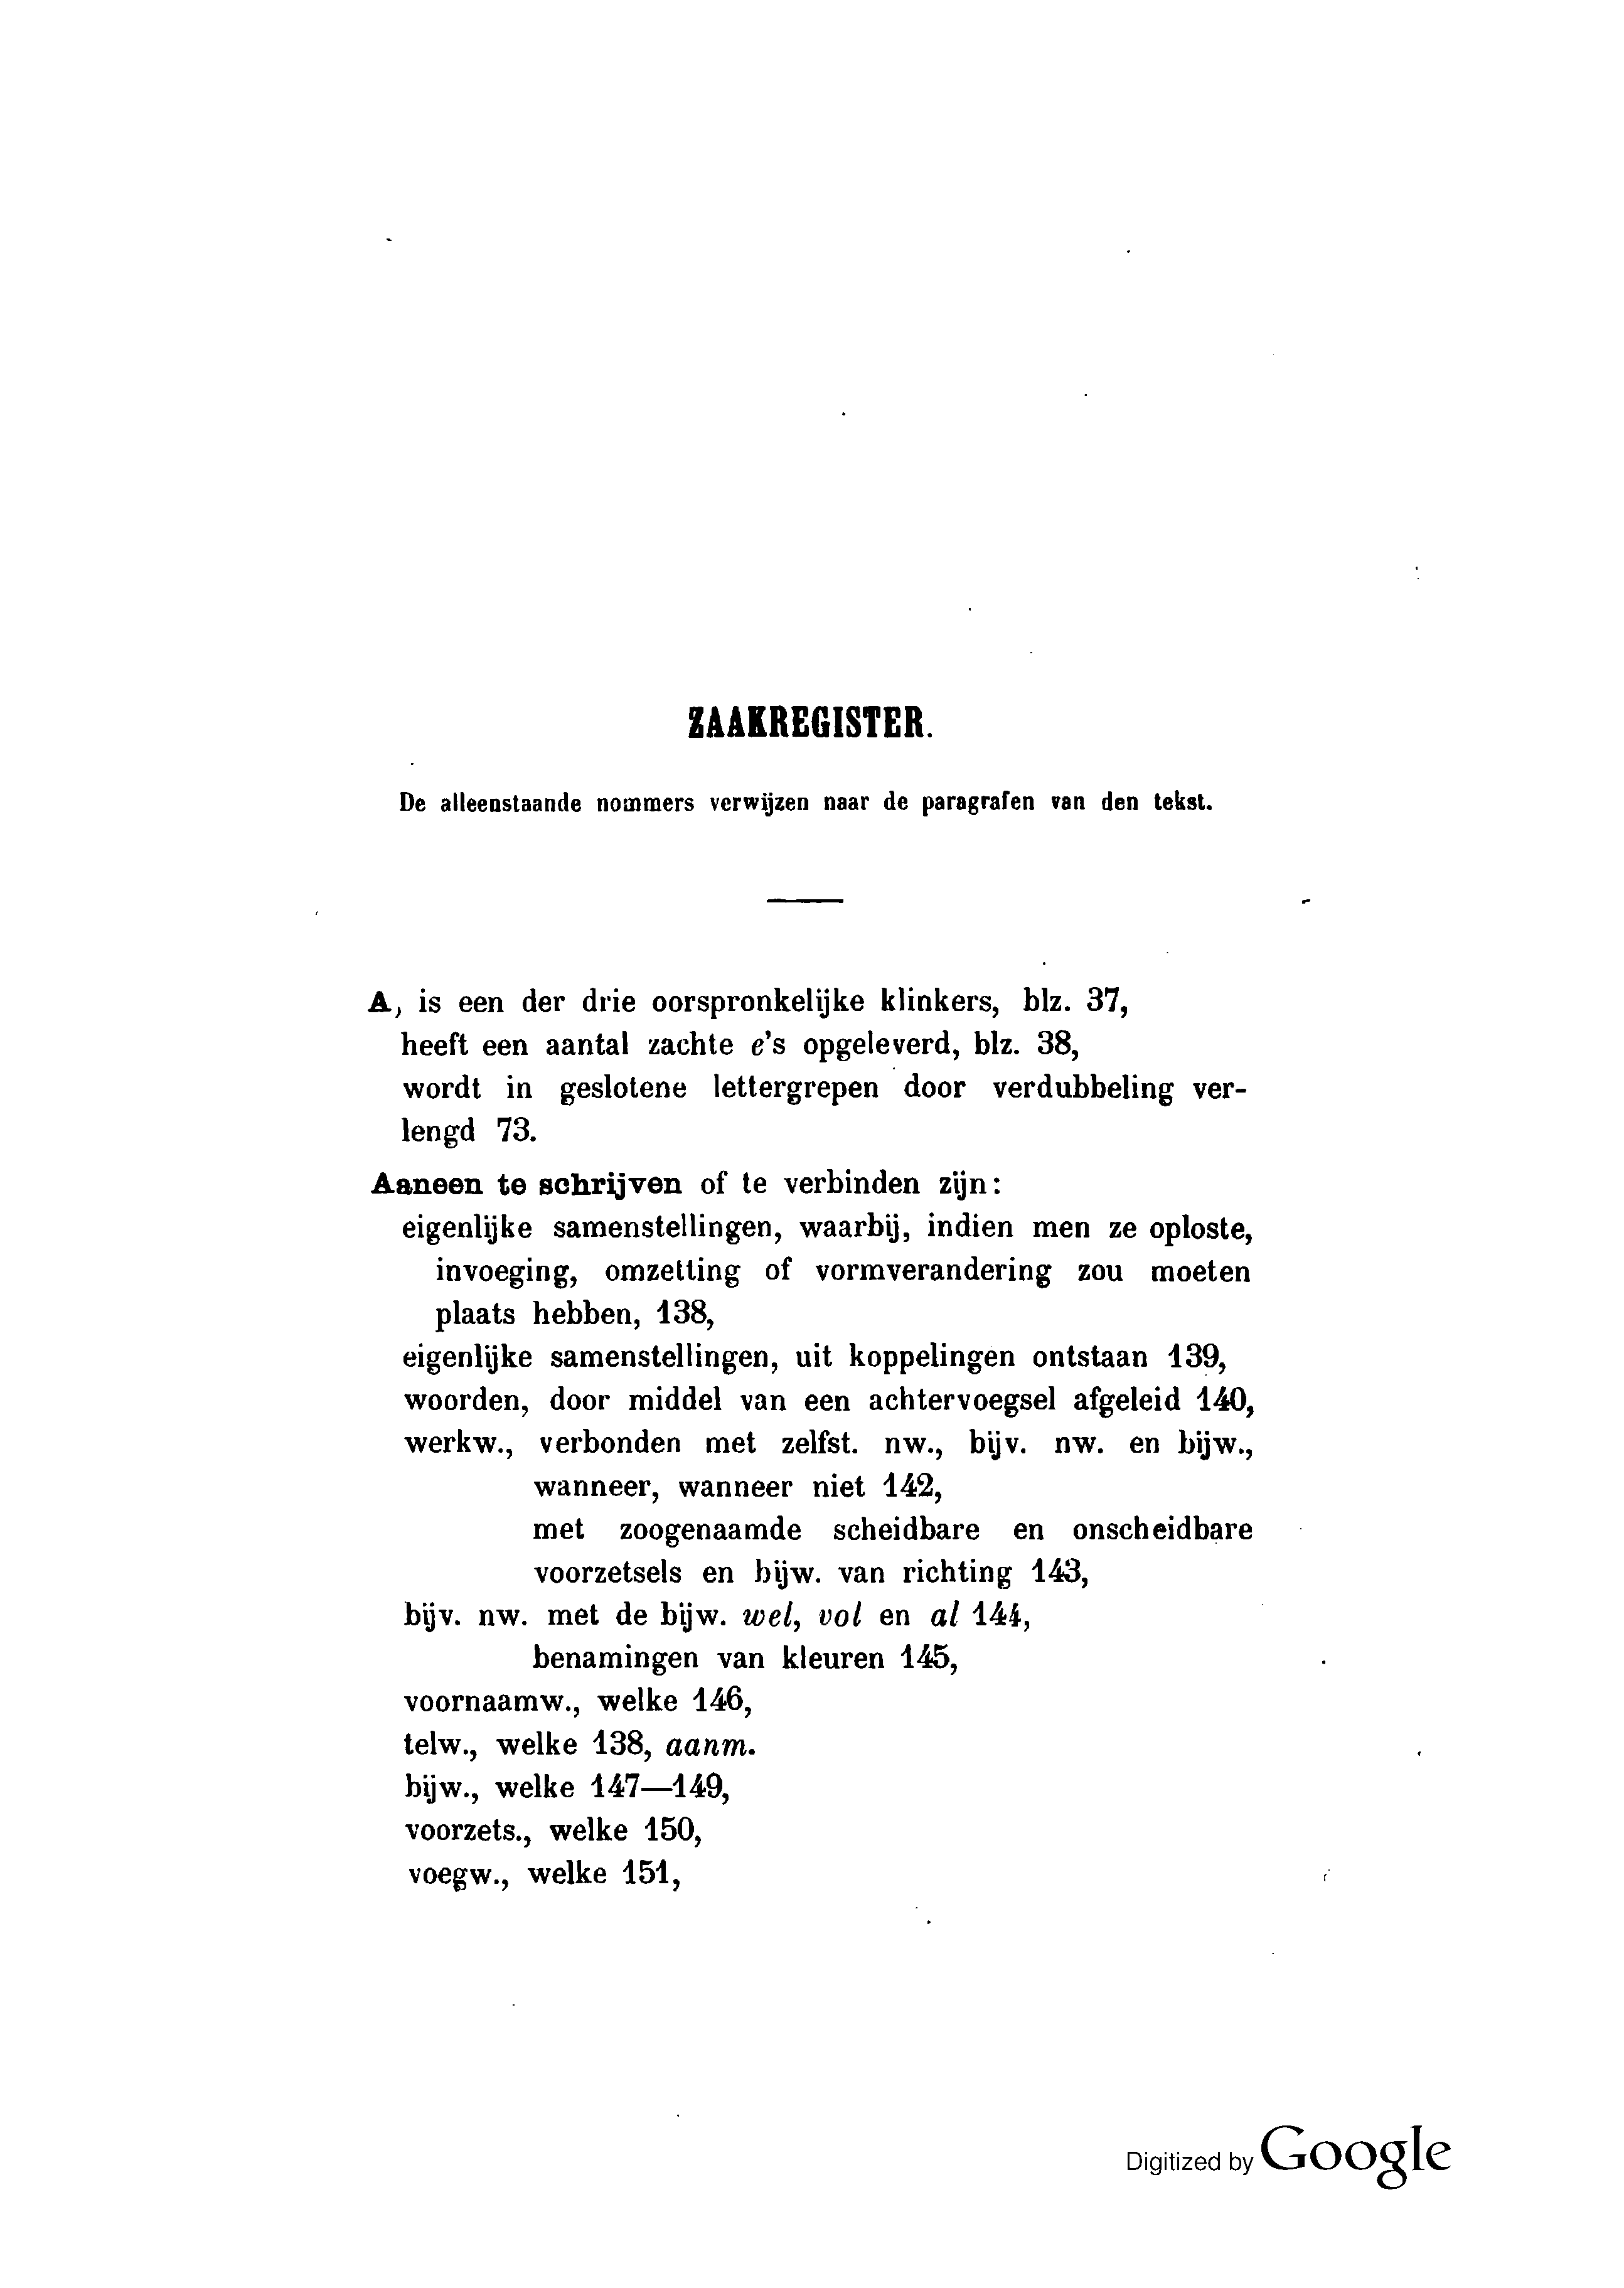 ZAAKREGISTER.
De alleenstaande nommers verwijzen naar de paragrafen van den tekst.
A, is een der drie oorspronkelijke klinkers, blz. 37,
heeft een aantal zachte e's opgeleverd, blz. 38,
wordt in geslotene lettergrepen door verdubbeling ver-
lengd 73.
Aaneen te schrijven of te verbinden zijn:
eigenlijke samenstellingen, waarbij, indien men ze oploste,
invoeging, omzetting of vormverandering zou moeten
plaats hebben, 138,
eigenlijke samenstellingen, uit koppelingen ontstaan 139,
woorden, door middel van een achtervoegsel afgeleid 140,
werkw., verbonden met zelfst. nw., bijv. nw. en bijw.,
wanneer, wanneer niet 142,
met zoogenaamde scheidbare en onscheidbare
voorzetsels en bijw. van richting 143,
bijv. nw. met de bijw. wel, vol en al 144,
benamingen van kleuren 145,
voornaamw., welke 146,
telw., welke 138, aanm.
bijw., welke 147—149,
voorzets., welke 150,
voegw., welke 151,
Digitized by Google